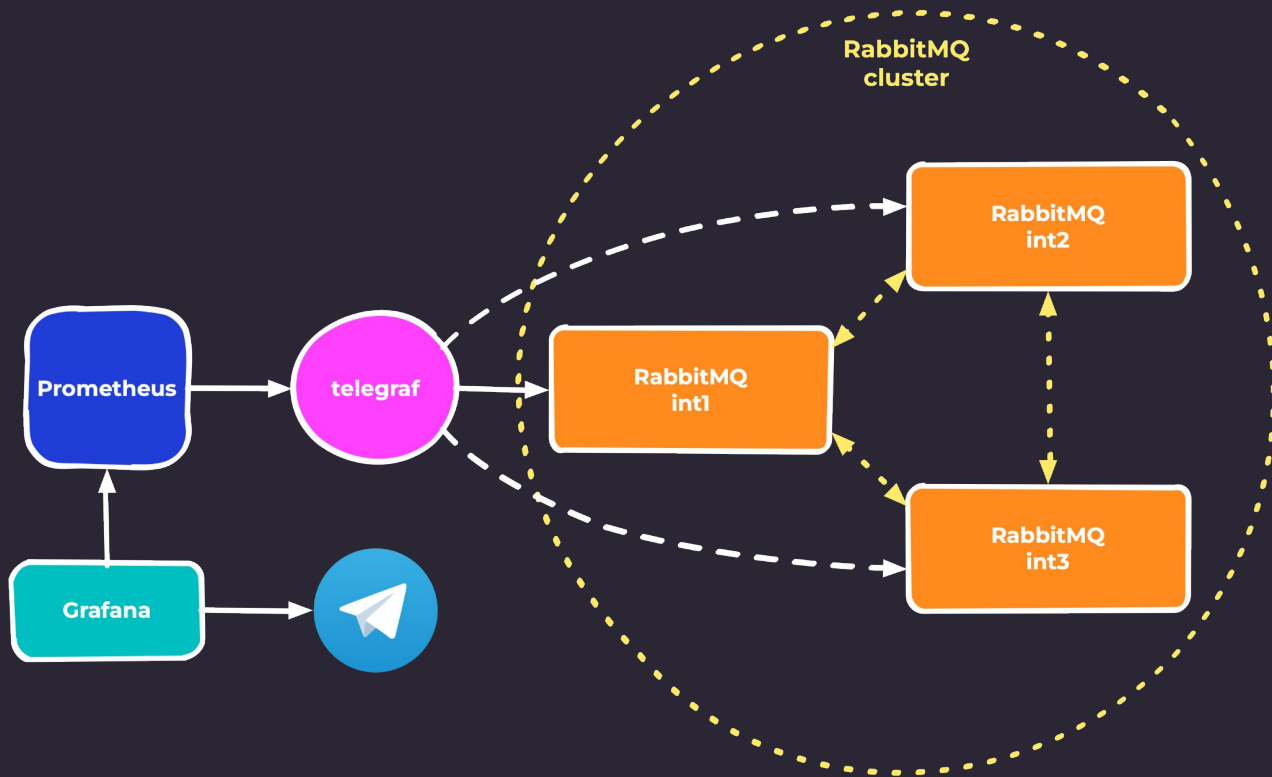 RabbitMQ
cluster
RabbitMQ
int2
Prometheus
telegraf
RabbitMQ
int1
RabbitMQ
int3
Grafana